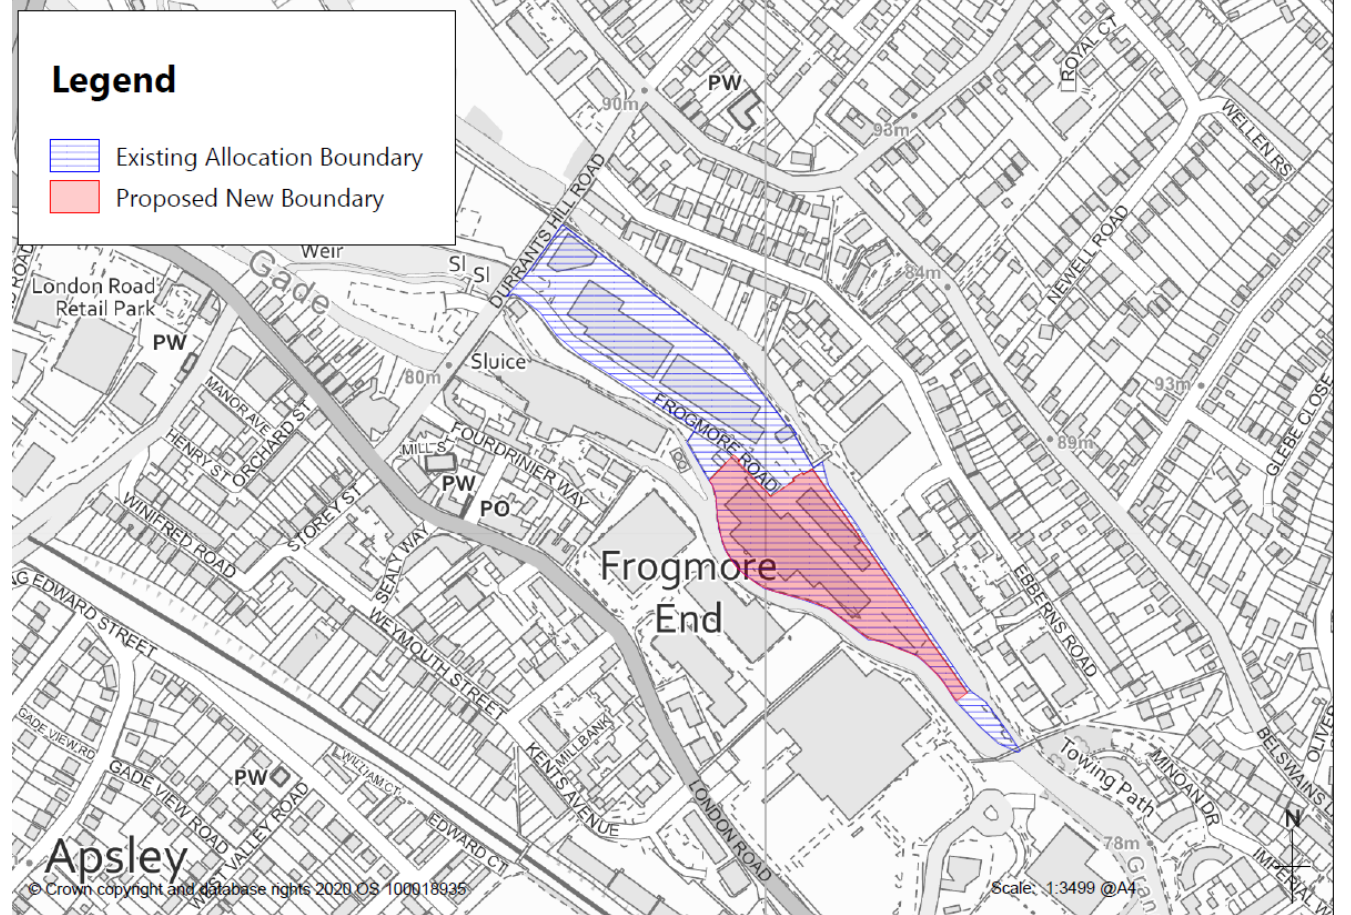 Legend
Existing Allocation Boundary
Proposed New Boundary
PW
90m
93m
ROYAL CT
WELLEN RS
DURRANTS HILL ROAD
Weir
SI
SI
Gade
London Road
Retail Park
PW
84m
NEWELL ROAD
Sluice
80m
93m
MANOR AVE
ORCHARD ST
HENRY ST
MILL ST
FOURDRINIER WAY
FROGMORE ROAD
89m
GLEBE CLOSE
PW
PO
STOREY ST
WINIFRED ROAD
SEALY WAY
Frogmore
End
EBBERNS ROAD
EDWARD STREET
WEYMOUTH STREET
GADE VIEW RD
GADE VIEW ROAD
PW
VALLEY ROAD
WILLIAM CT
EDWARD CT
KENTS AVENUE
MILLBANK
LONDON ROAD
Towing Path
MINOAN DR
BELSWAINS
78m
N
Apsley
© Crown copyright and database rights 2020 OS 100018935
Scale: 1:3499 @A4